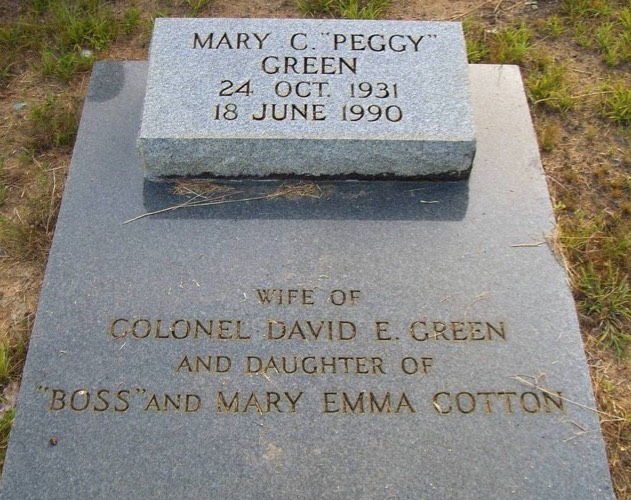 MARY C. "PEGGY"
GREEN
24 OCT. 1931
18 JUNE 1990
WIFE OF
COLONEL DAVID E. GREEN
AND DAUGHTER OF
"BOSS" AND MARY EMMA COTTON